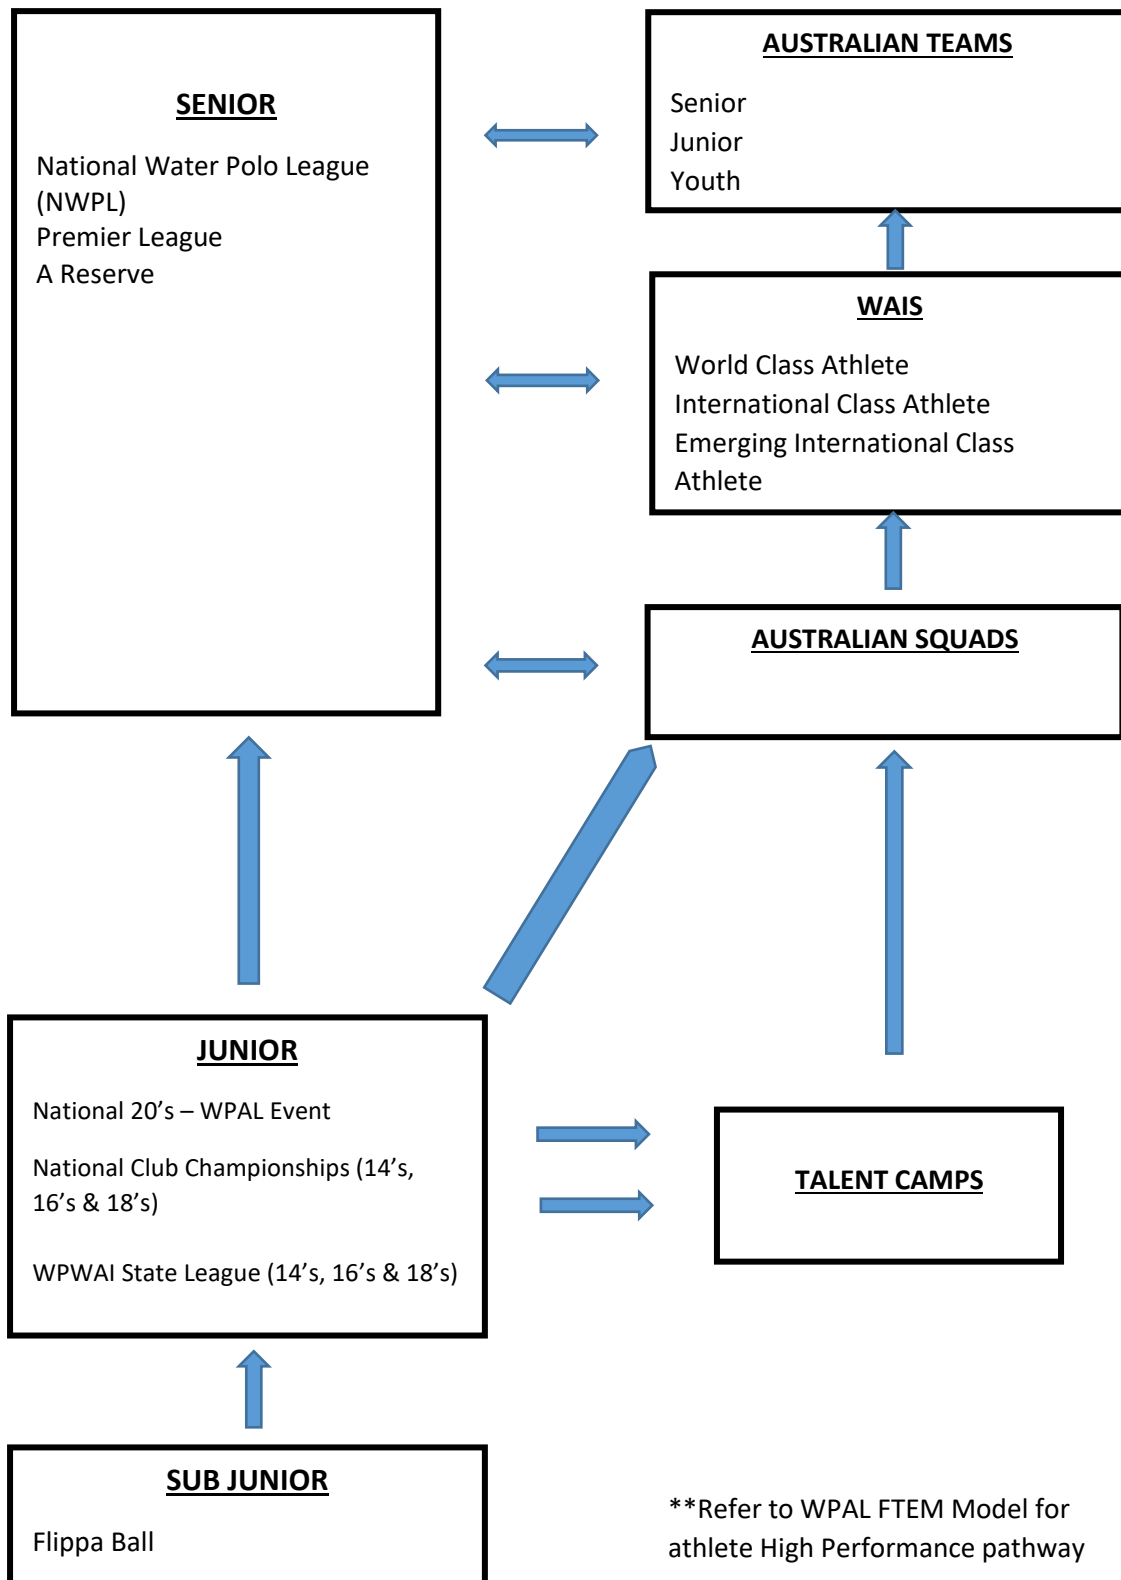 SENIOR
National Water Polo League
(NWPL)
Premier League
A Reserve
AUSTRALIAN TEAMS
Senior
Junior
Youth
WAIS
World Class Athlete
International Class Athlete
Emerging International Class
Athlete
AUSTRALIAN SQUADS
JUNIOR
National 20’s – WPAL Event
National Club Championships (14’s,
16’s & 18’s)
WPWAI State League (14’s, 16’s & 18’s)
TALENT CAMPS
SUB JUNIOR
Flippa Ball
**Refer to WPAL FTEM Model for
athlete High Performance pathway